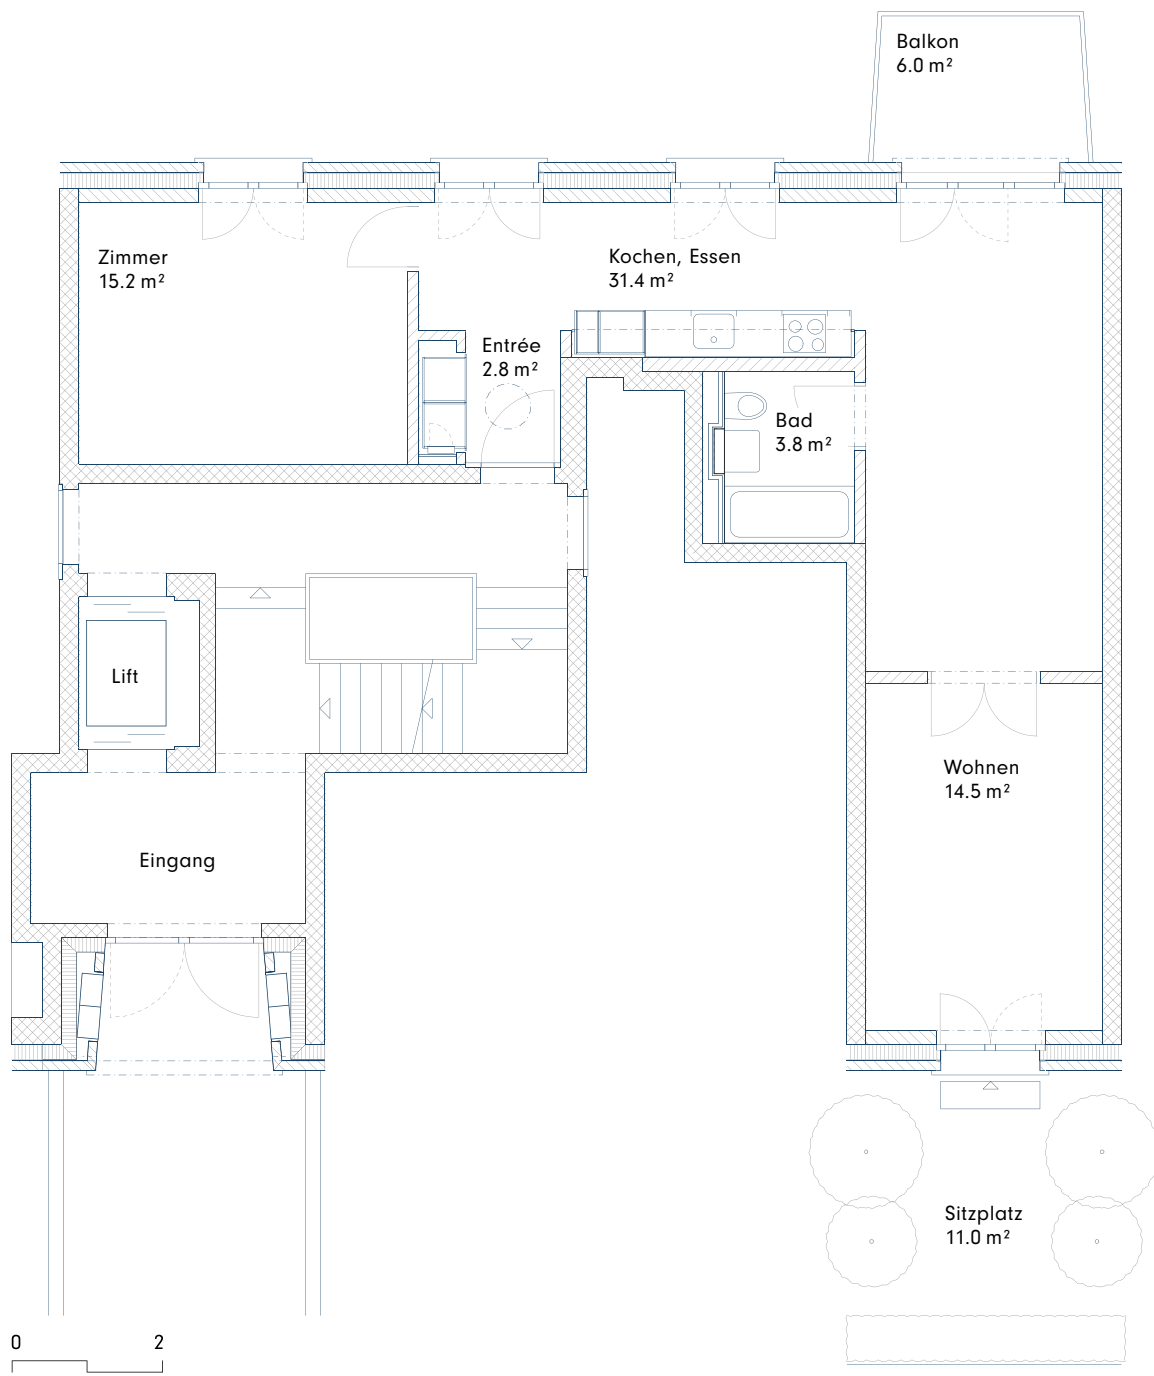 Balkon
6.0 m²
Zimmer
15.2 m²
Kochen, Essen
31.4 m²
Entrée
2.8 m²
Bad
3.8 m²
Lift
Wohnen
14.5 m²
Eingang
Sitzplatz
11.0 m²
0 2